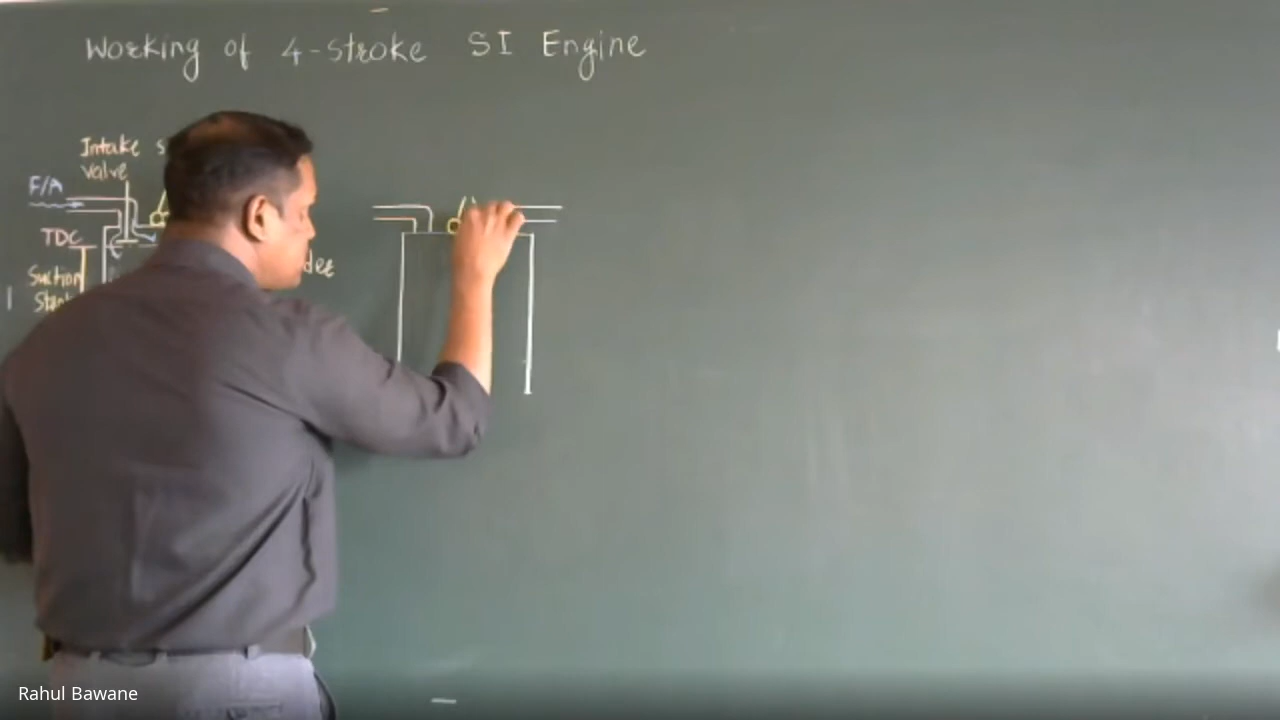 Working of 4-Stroke SI Engine
Intake
valve
F/A
TDC
Suction
Rahul Bawane